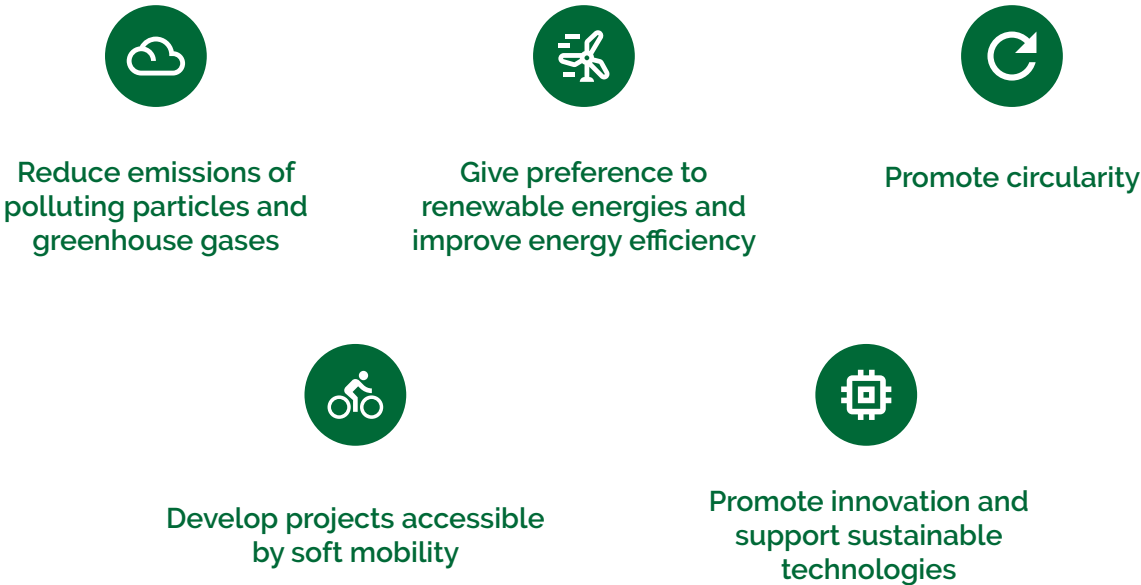 Reduce emissions of
polluting particles and
greenhouse gases
Give preference to
renewable energies and
improve energy efficiency
Promote circularity
Develop projects accessible
by soft mobility
Promote innovation and
support sustainable
technologies